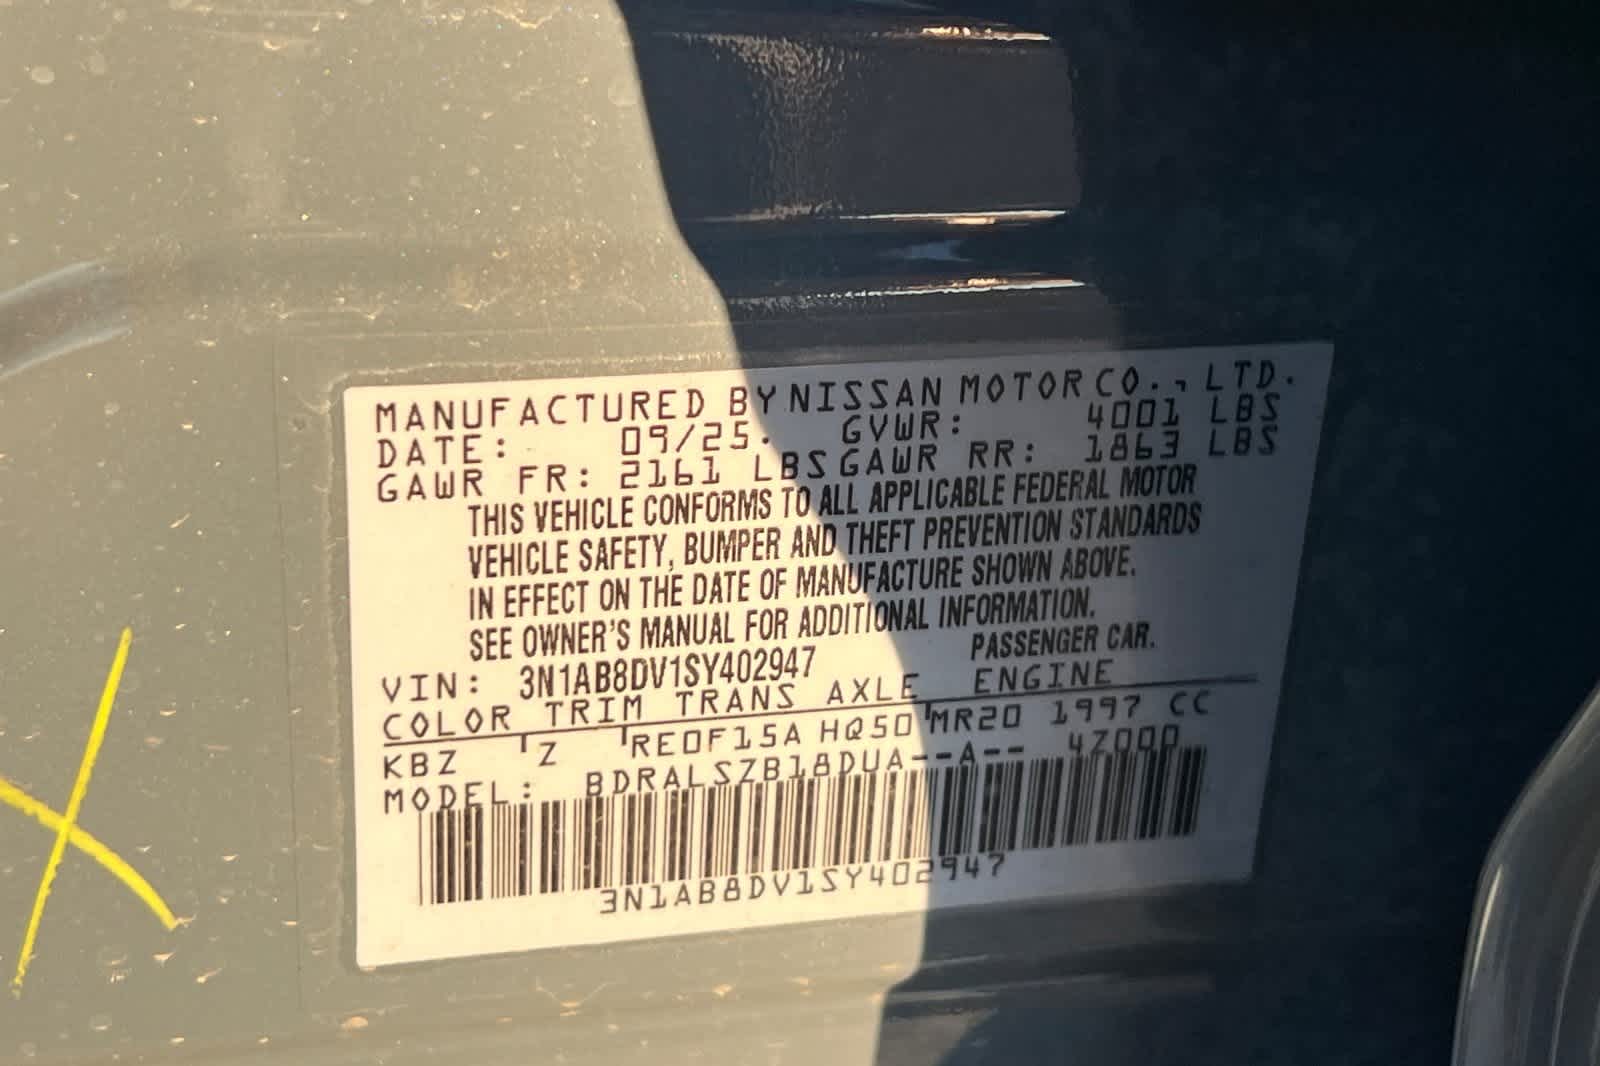 MANUFACTURED BY NISSAN MOTOR CO., LTD.
DATE: 09/25. GVWR: 4001 LBS
GAWR FR: 2161 LBS GAWR RR: 1863 LBS
THIS VEHICLE CONFORMS TO ALL APPLICABLE FEDERAL MOTOR
VEHICLE SAFETY, BUMPER AND THEFT PREVENTION STANDARDS
IN EFFECT ON THE DATE OF MANUFACTURE SHOWN ABOVE.
SEE OWNER'S MANUAL FOR ADDITIONAL INFORMATION.
PASSENGER CAR.
VIN: 3N1AB8DV1SY402947
COLOR TRIM TRANS AXLE ENGINE
KBZ Z RE0F15A HQ50 MR20 1997 CC
MODEL: BDRALSZB18DUA--A-- 4Z000
3N1AB8DV1SY402947